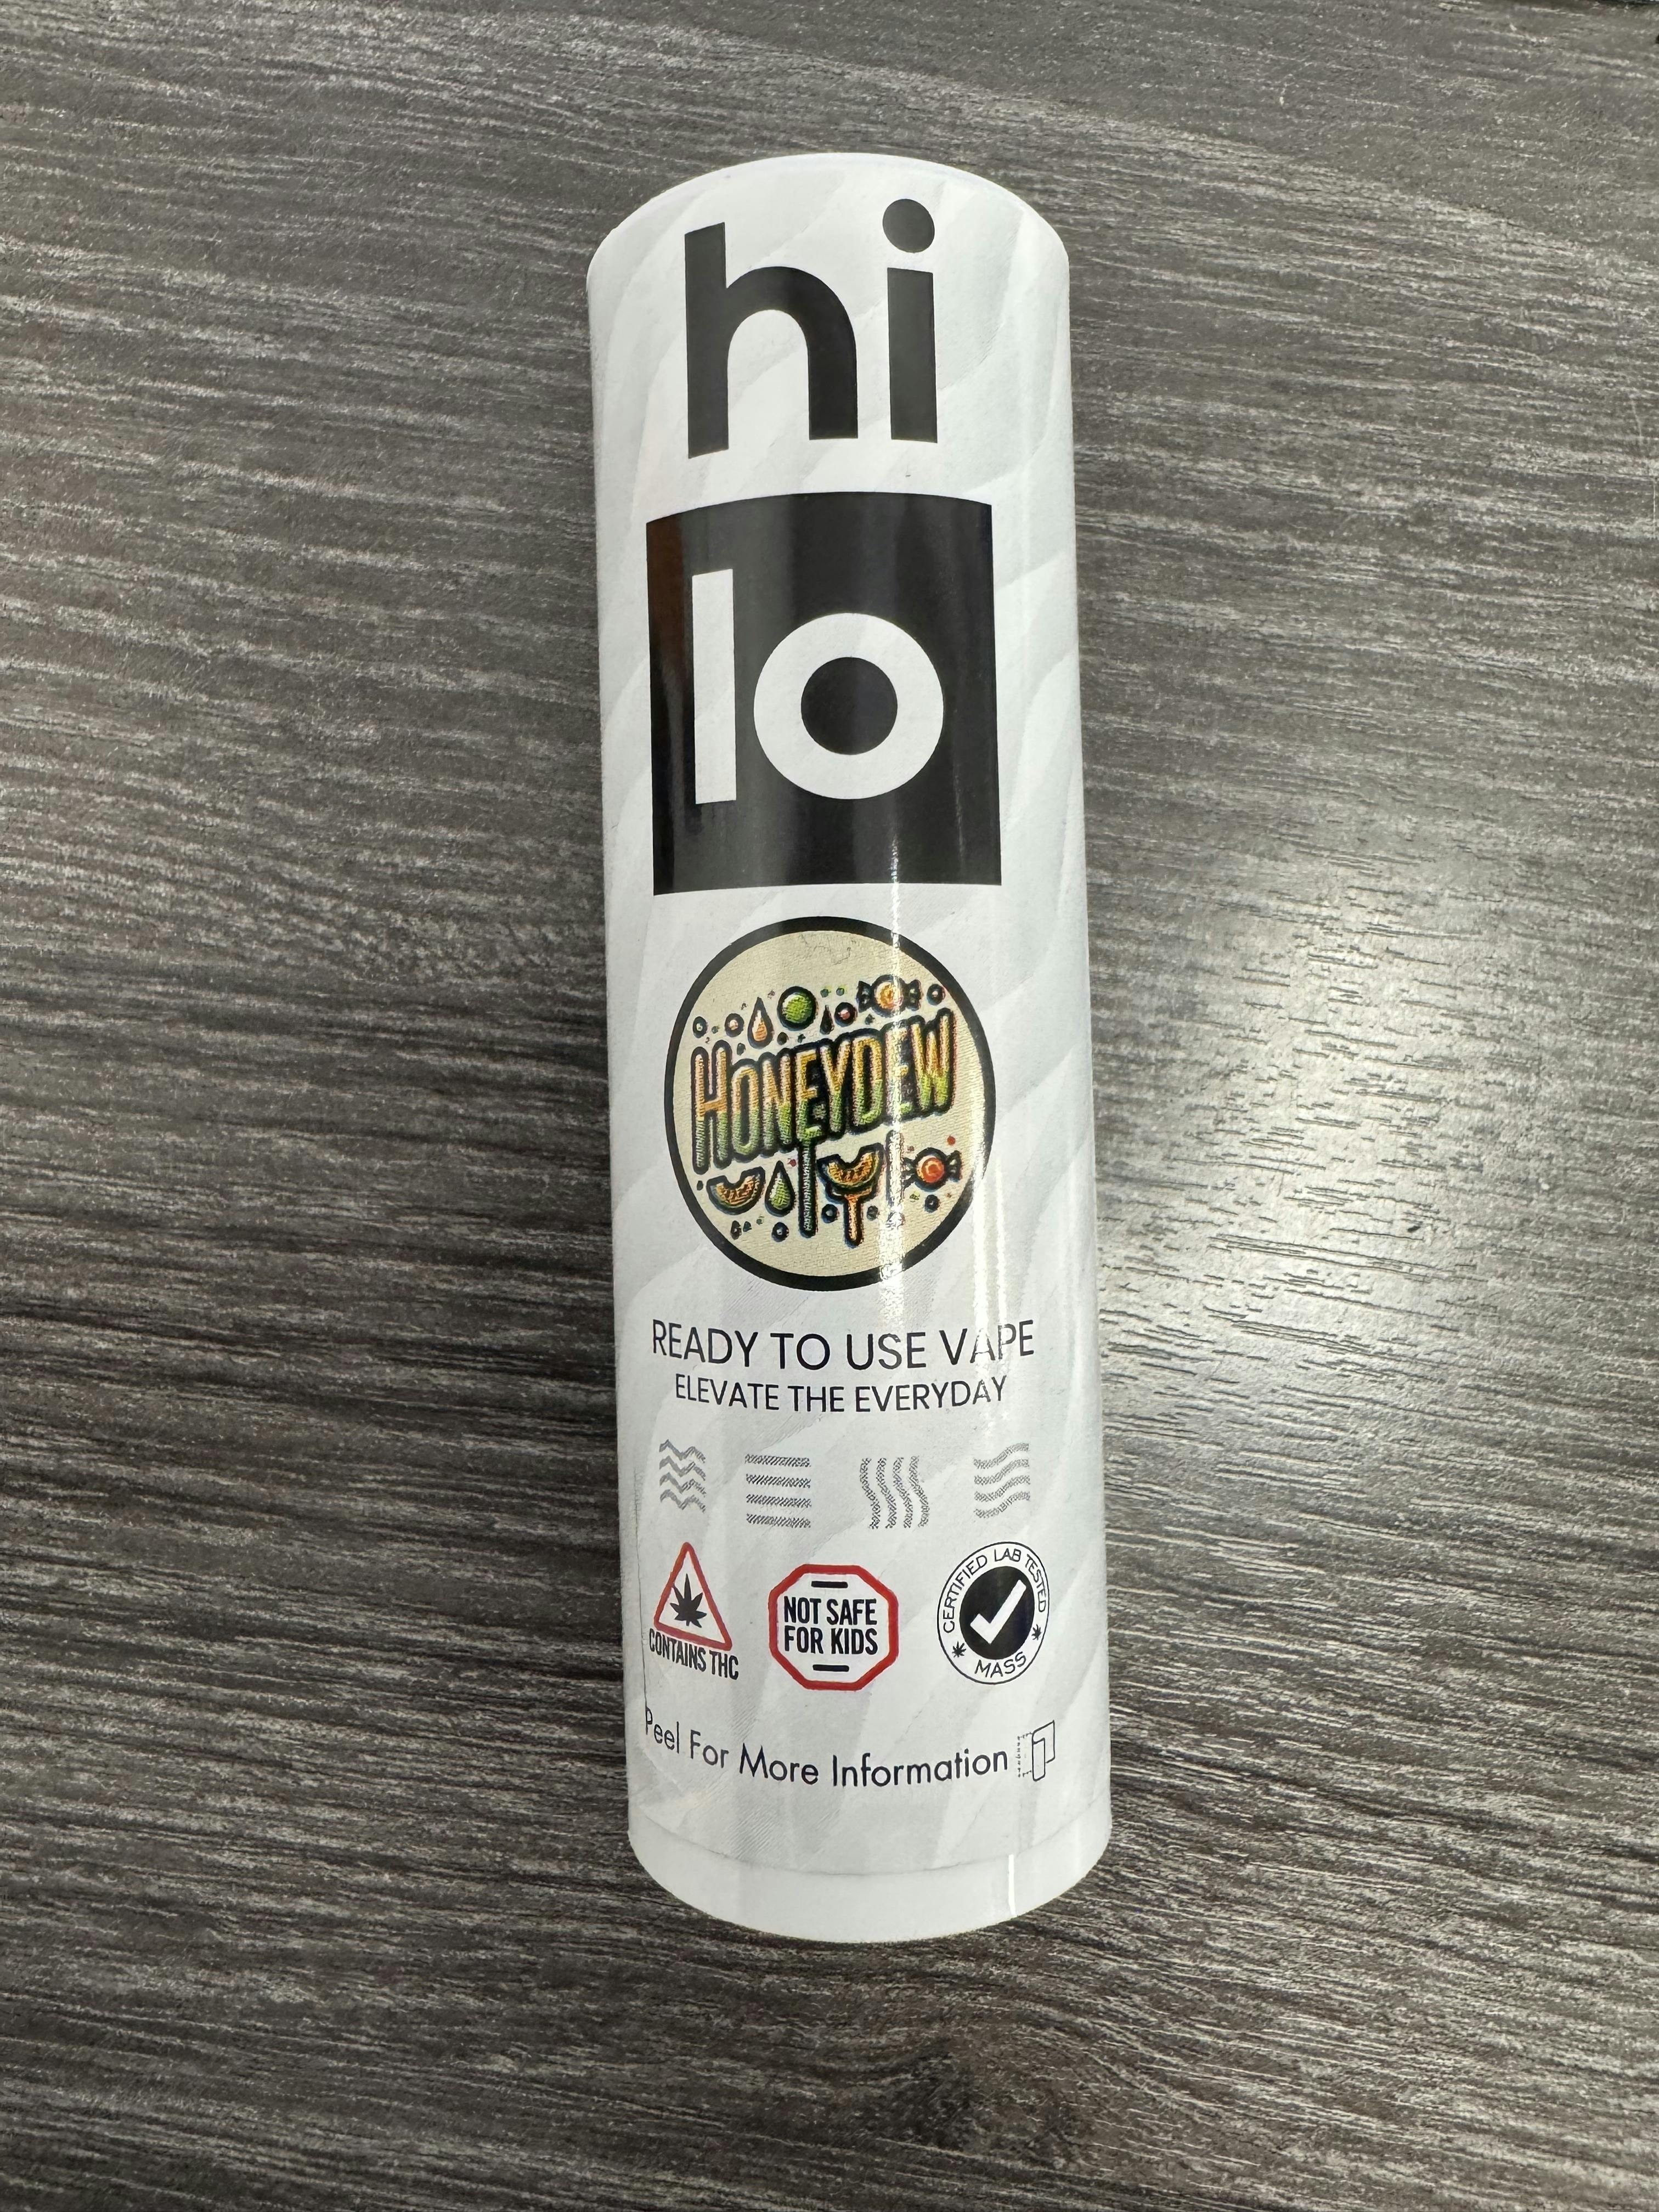 hi
lo
HONEYDEW
READY TO USE VAPE
ELEVATE THE EVERYDAY
CONTAINS THC
NOT SAFE
FOR KIDS
CERTIFIED LAB TESTED
MASS
Peel For More Information